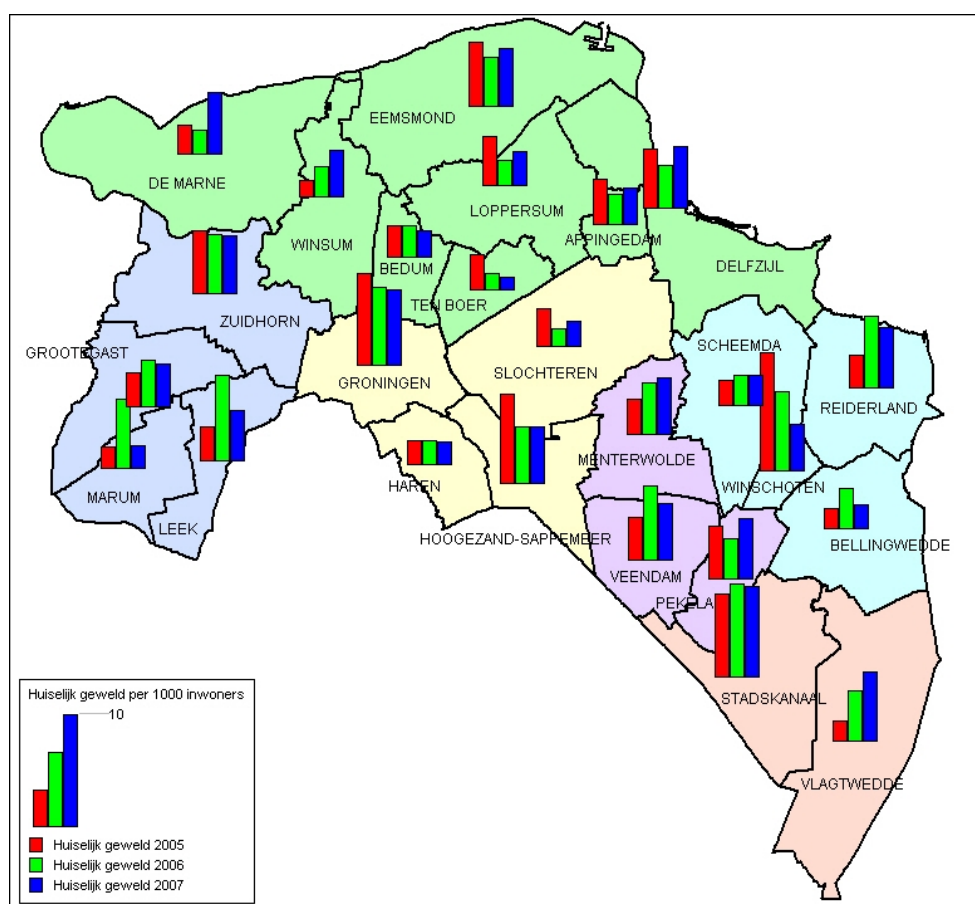 EEMSMOND
DE MARNE
LOPPERSUM
WINSUM
APPINGEDAM
BEDUM
DELFZIJL
TEN BOER
ZUIDHORN
GROOTEGAST
SCHEEMDA
SLOCHTEREN
GRONINGEN
REIDERLAND
MENTERWOLDE
HAREN
WINSCHOTEN
MARUM
LEEK
HOOGEZAND-SAPPEMEER
BELLINGWEDDE
VEENDAM
PEKELA
STADSKANAAL
VLAGTWEDDE
Huiselijk geweld per 1000 inwoners
10
Huiselijk geweld 2005
Huiselijk geweld 2006
Huiselijk geweld 2007